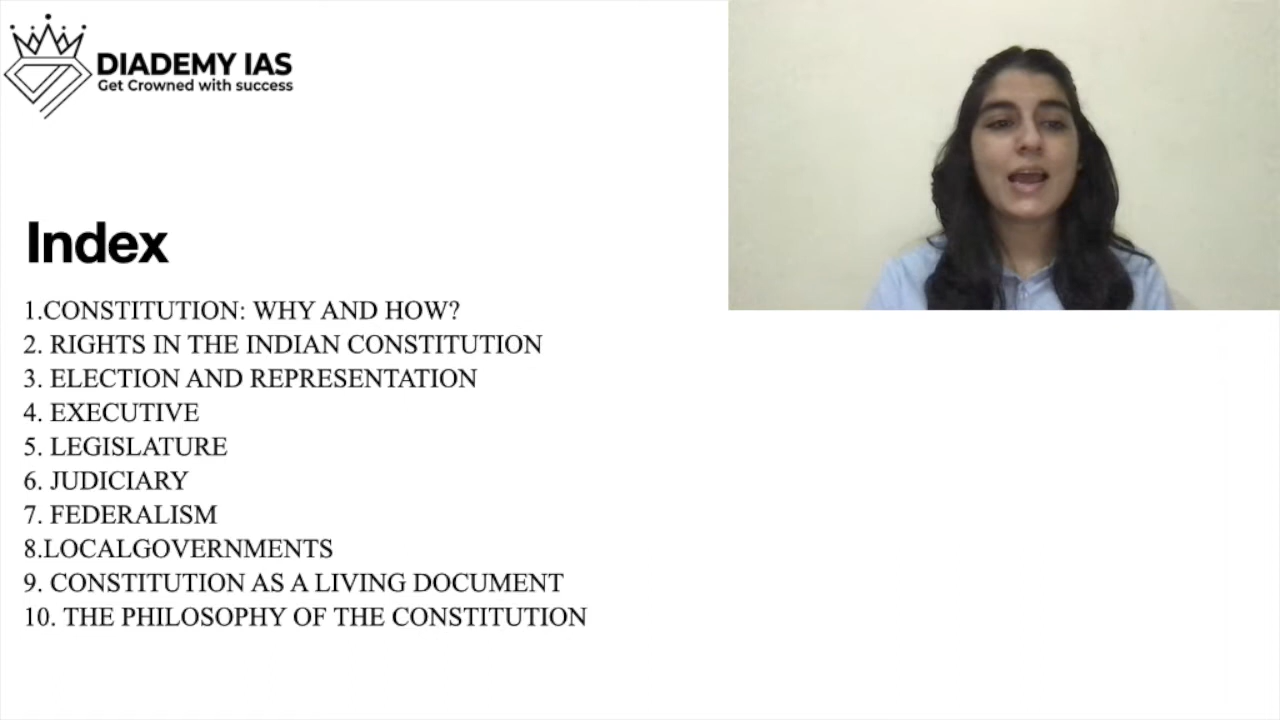 DIADEMY IAS
Get Crowned with success
Index
1.CONSTITUTION: WHY AND HOW?
2. RIGHTS IN THE INDIAN CONSTITUTION
3. ELECTION AND REPRESENTATION
4. EXECUTIVE
5. LEGISLATURE
6. JUDICIARY
7. FEDERALISM
8.LOCALGOVERNMENTS
9. CONSTITUTION AS A LIVING DOCUMENT
10. THE PHILOSOPHY OF THE CONSTITUTION